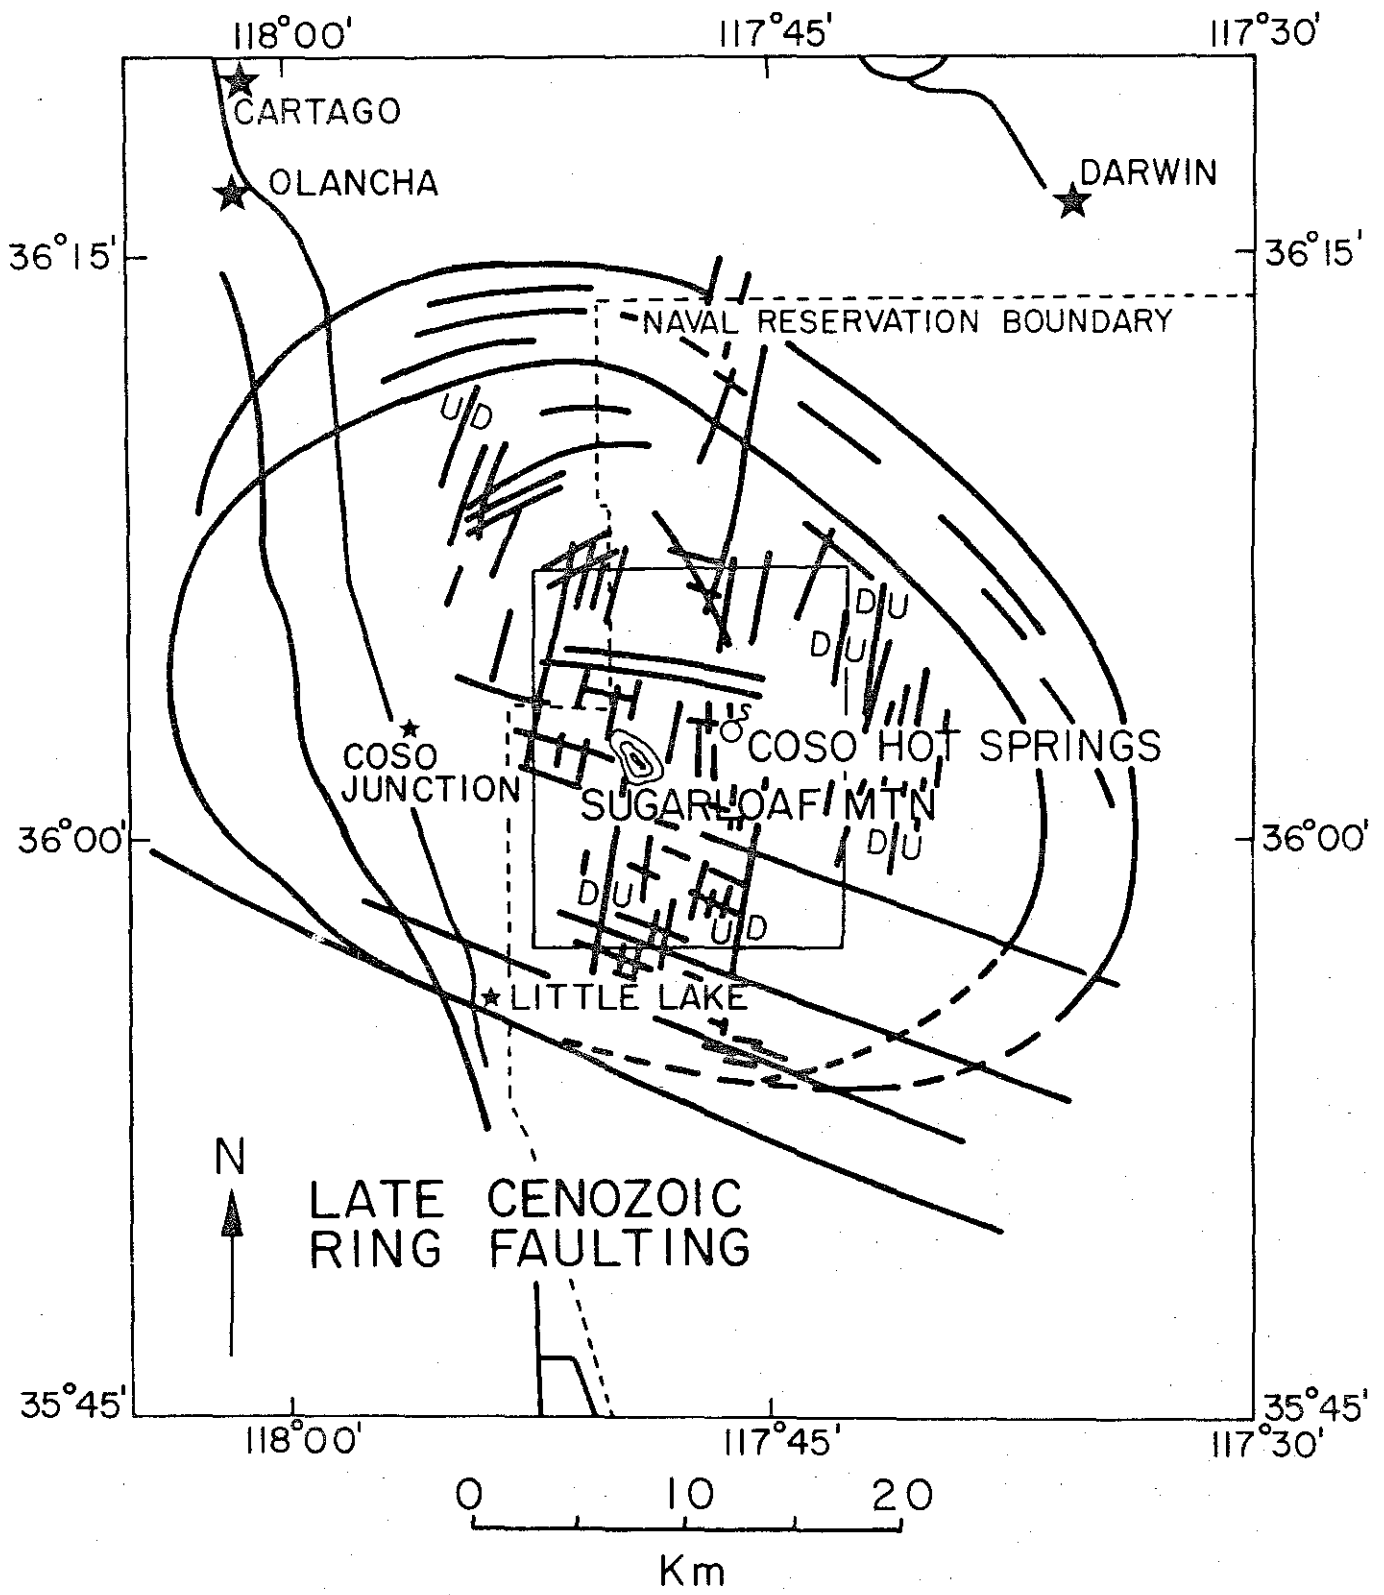 118°00' 117°45' 117°30'
CARTAGO
OLANCHA
DARWIN
36°15' 36°15'
NAVAL RESERVATION BOUNDARY
U D
D U
D U
S
COSO HOT SPRINGS
COSO
JUNCTION
SUGARLOAF MTN
36°00' 36°00'
D U
D U
U D
LITTLE LAKE
N
LATE CENOZOIC
RING FAULTING
35°45' 35°45'
118°00' 117°45' 117°30'
0 10 20
Km